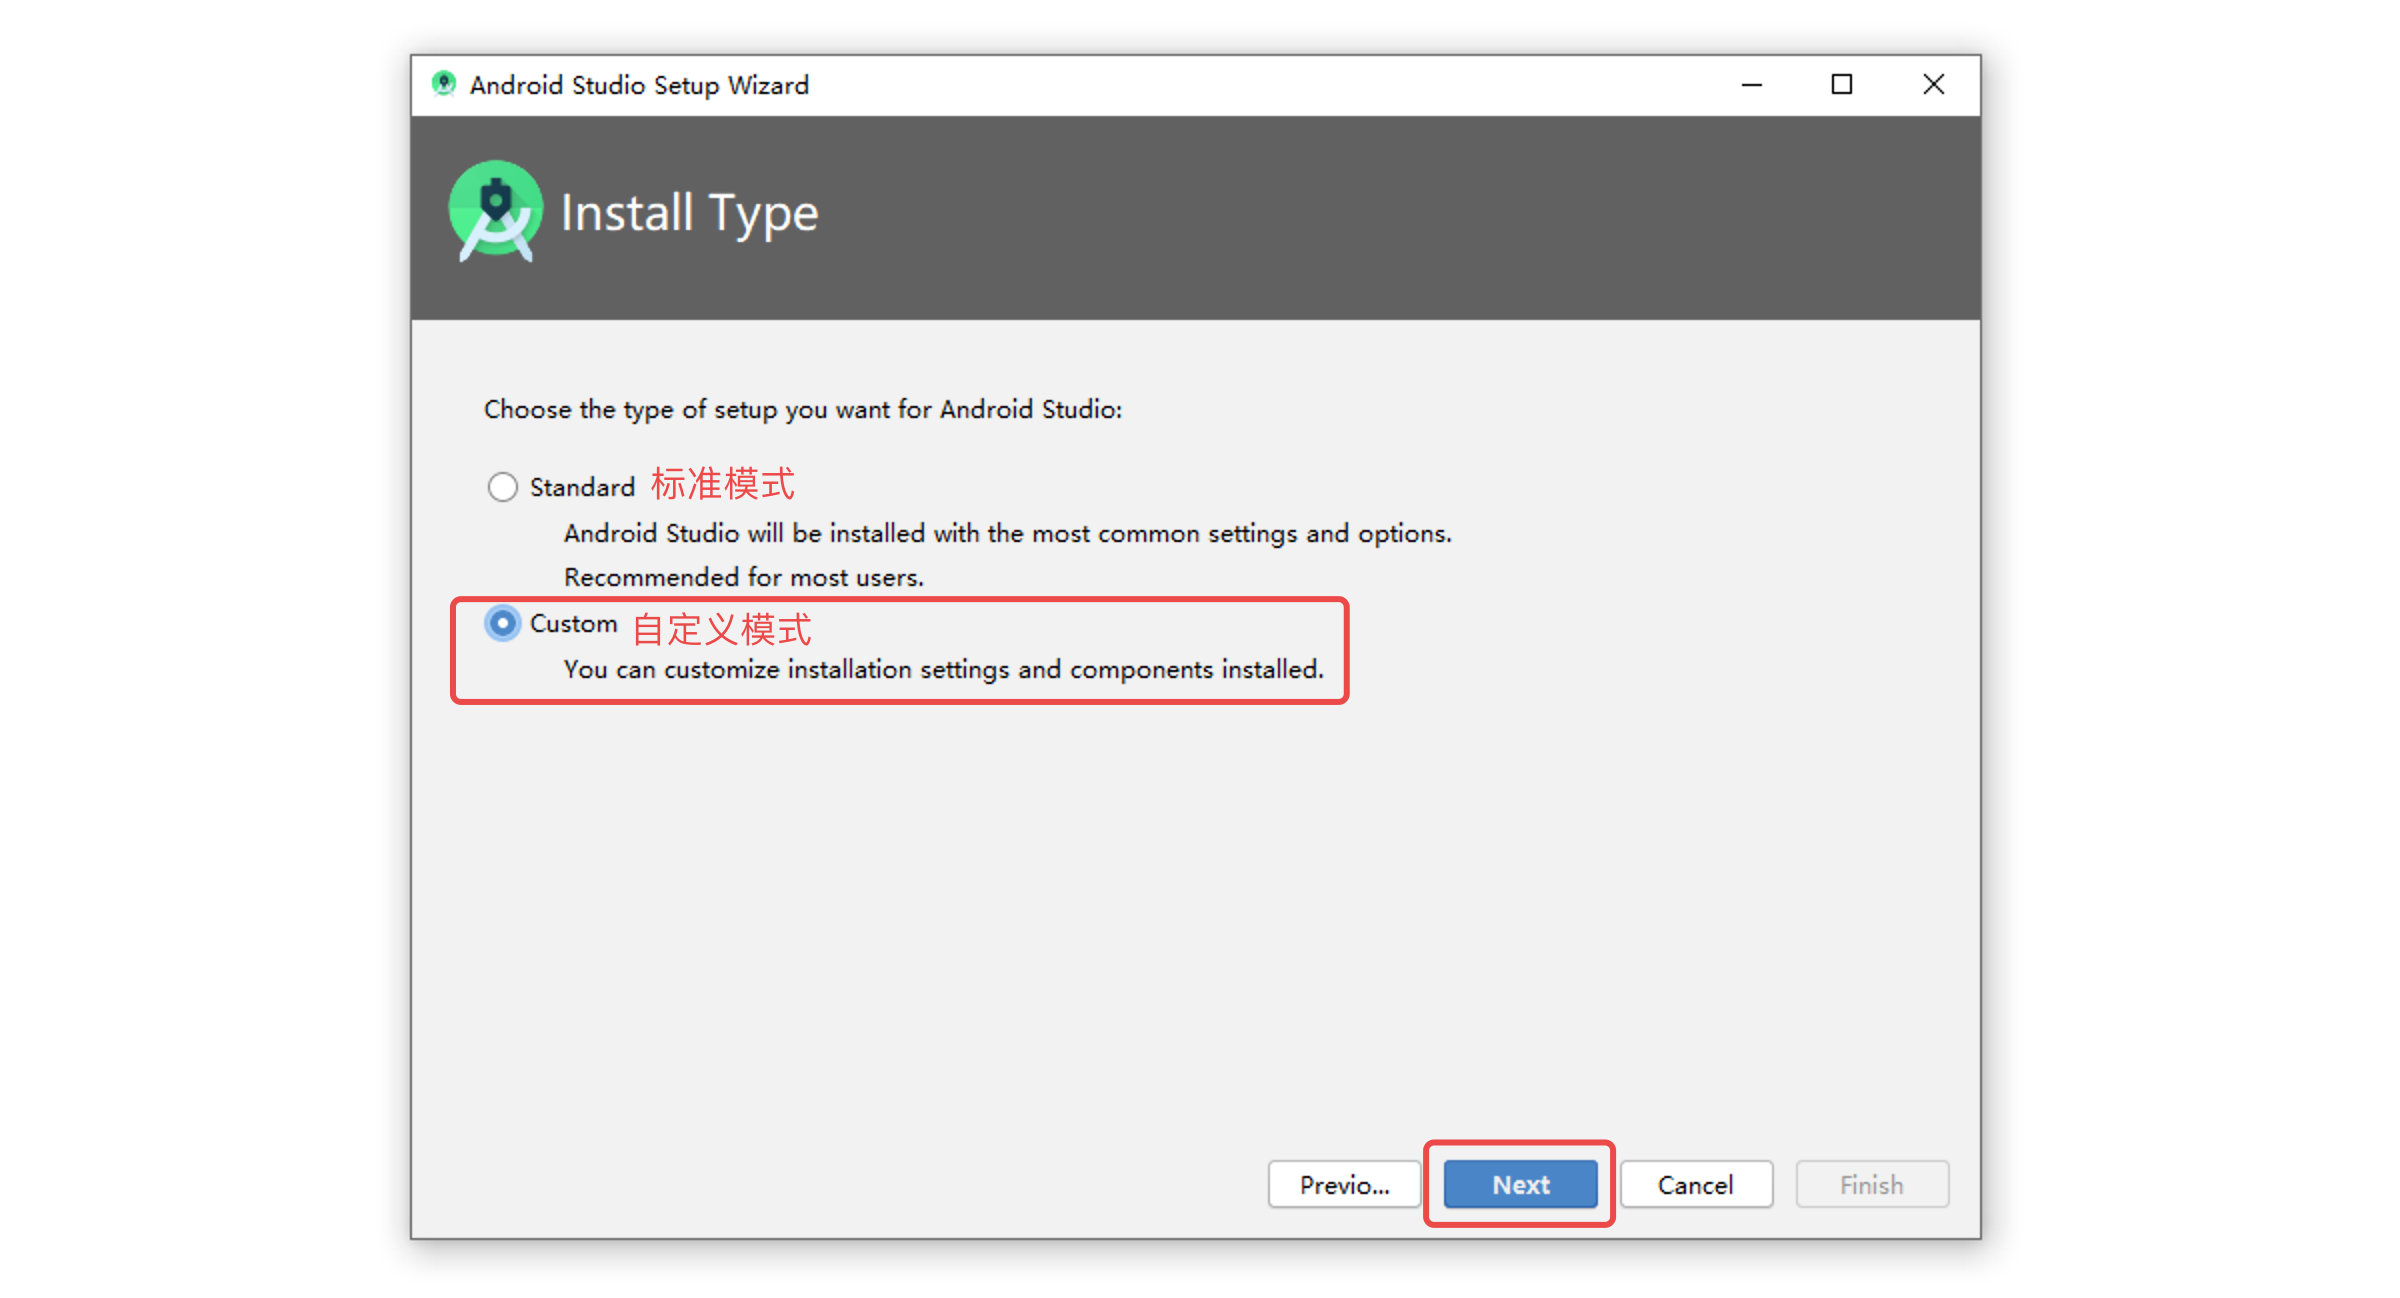 Android Studio Setup Wizard
Install Type
Choose the type of setup you want for Android Studio:
Standard 标准模式
Android Studio will be installed with the most common settings and options.
Recommended for most users.
Custom 自定义模式
You can customize installation settings and components installed.
Previo... Next Cancel Finish